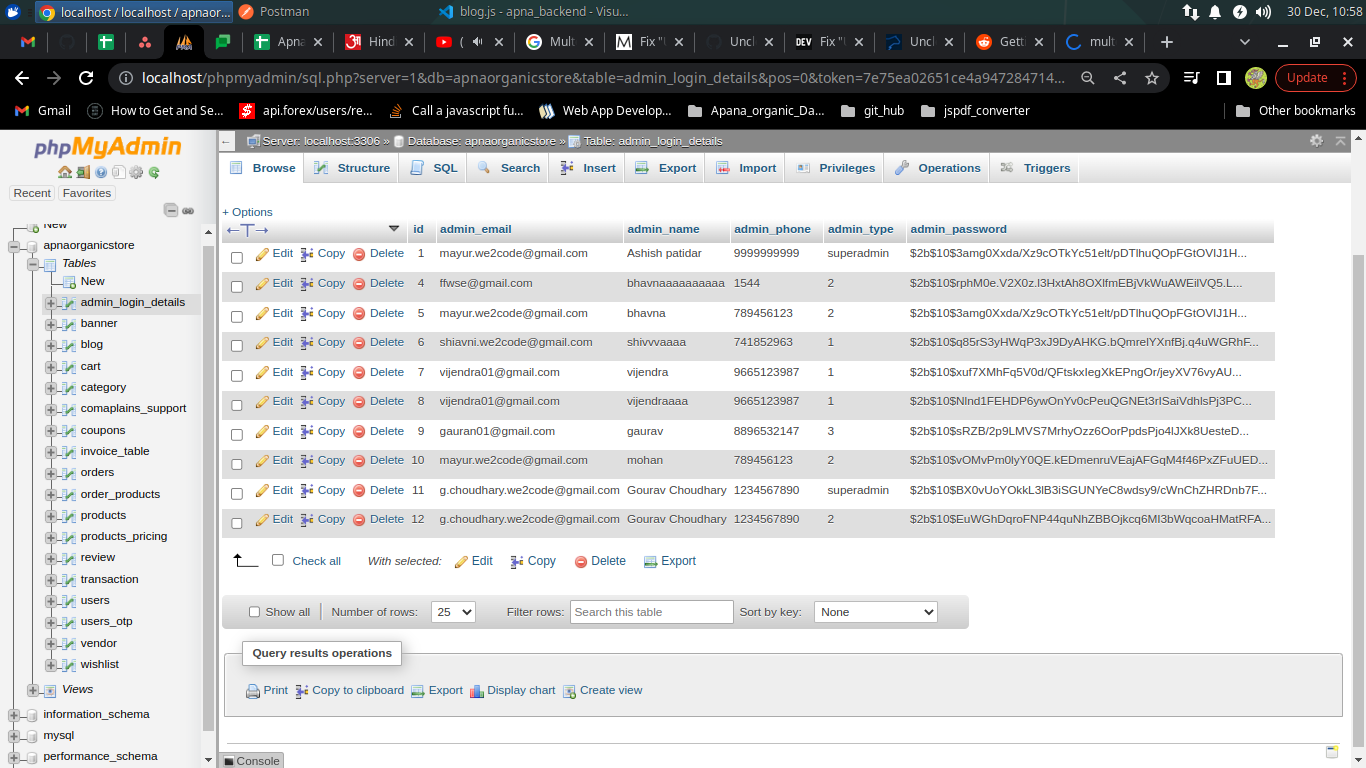 localhost / localhost / apnaor...
Postman
blog.js - apna_backend - Visu...
30 Dec, 10:58
Apna
Hind
(
Mult
Fix "U
Uncl
DEV Fix "U
Uncl
Getti
mult
localhost/phpmyadmin/sql.php?server=1&db=apnaorganicstore&table=admin_login_details&pos=0&token=7e75ea02651ce4a947284714...
Update
Gmail
How to Get and Se...
api.forex/users/re...
Call a javascript fu...
Web App Develop...
Apana_organic_Da...
git_hub
jspdf_converter
Other bookmarks
phpMyAdmin
Recent
Favorites
New
apnaorganicstore
Tables
New
admin_login_details
banner
blog
cart
category
comaplains_support
coupons
invoice_table
orders
order_products
products
products_pricing
review
transaction
users
users_otp
vendor
wishlist
Views
information_schema
mysql
performance_schema
Server: localhost:3306 » Database: apnaorganicstore » Table: admin_login_details
Browse Structure SQL Search Insert Export Import Privileges Operations Triggers
+ Options
←T→ id admin_email admin_name admin_phone admin_type admin_password
Edit Copy Delete 1 mayur.we2code@gmail.com Ashish patidar 9999999999 superadmin $2b$10$3amg0Xxda/Xz9cOTkYc51elt/pDTlhuQOpFGtOVlJ1H...
Edit Copy Delete 4 ffwse@gmail.com bhavnaaaaaaaaaa 1544 2 $2b$10$rphM0e.V2X0z.l3HxtAh8OXlfmEBjVkWuAWEilVQ5.L...
Edit Copy Delete 5 mayur.we2code@gmail.com bhavna 789456123 2 $2b$10$3amg0Xxda/Xz9cOTkYc51elt/pDTlhuQOpFGtOVlJ1H...
Edit Copy Delete 6 shiavni.we2code@gmail.com shivvvaaaa 741852963 1 $2b$10$q85rS3yHWqP3xJ9DyAHKG.bQmrelYXnfBj.q4uWGRhF...
Edit Copy Delete 7 vijendra01@gmail.com vijendra 9665123987 1 $2b$10$xuf7XMhFq5V0d/QFtskxIegXkEPngOr/jeyXV76vyAU...
Edit Copy Delete 8 vijendra01@gmail.com vijendraaaa 9665123987 1 $2b$10$Nlnd1FEHDP6ywOnYv0cPeuQGNEt3rISaiVdhlsPj3PC...
Edit Copy Delete 9 gauran01@gmail.com gaurav 8896532147 3 $2b$10$sRZB/2p9LMVS7MrhyOzz6OorPpdsPjo4lJXk8UesteD...
Edit Copy Delete 10 mayur.we2code@gmail.com mohan 789456123 2 $2b$10$vOMvPm0lyY0QE.kEDmenruVEajAFGqM4f46PxZFuUED...
Edit Copy Delete 11 g.choudhary.we2code@gmail.com Gourav Choudhary 1234567890 superadmin $2b$10$BX0vUoYOkkL3lB3iSGUNYeC8wdsy9/cWnChZHRDnb7F...
Edit Copy Delete 12 g.choudhary.we2code@gmail.com Gourav Choudhary 1234567890 2 $2b$10$EuWGhDqroFNP44quNhZBBOjkcq6MI3bWqcoaHMatRFA...
Check all With selected: Edit Copy Delete Export
Show all Number of rows: 25 Filter rows: Search this table Sort by key: None
Query results operations
Print Copy to clipboard Export Display chart Create view
Console